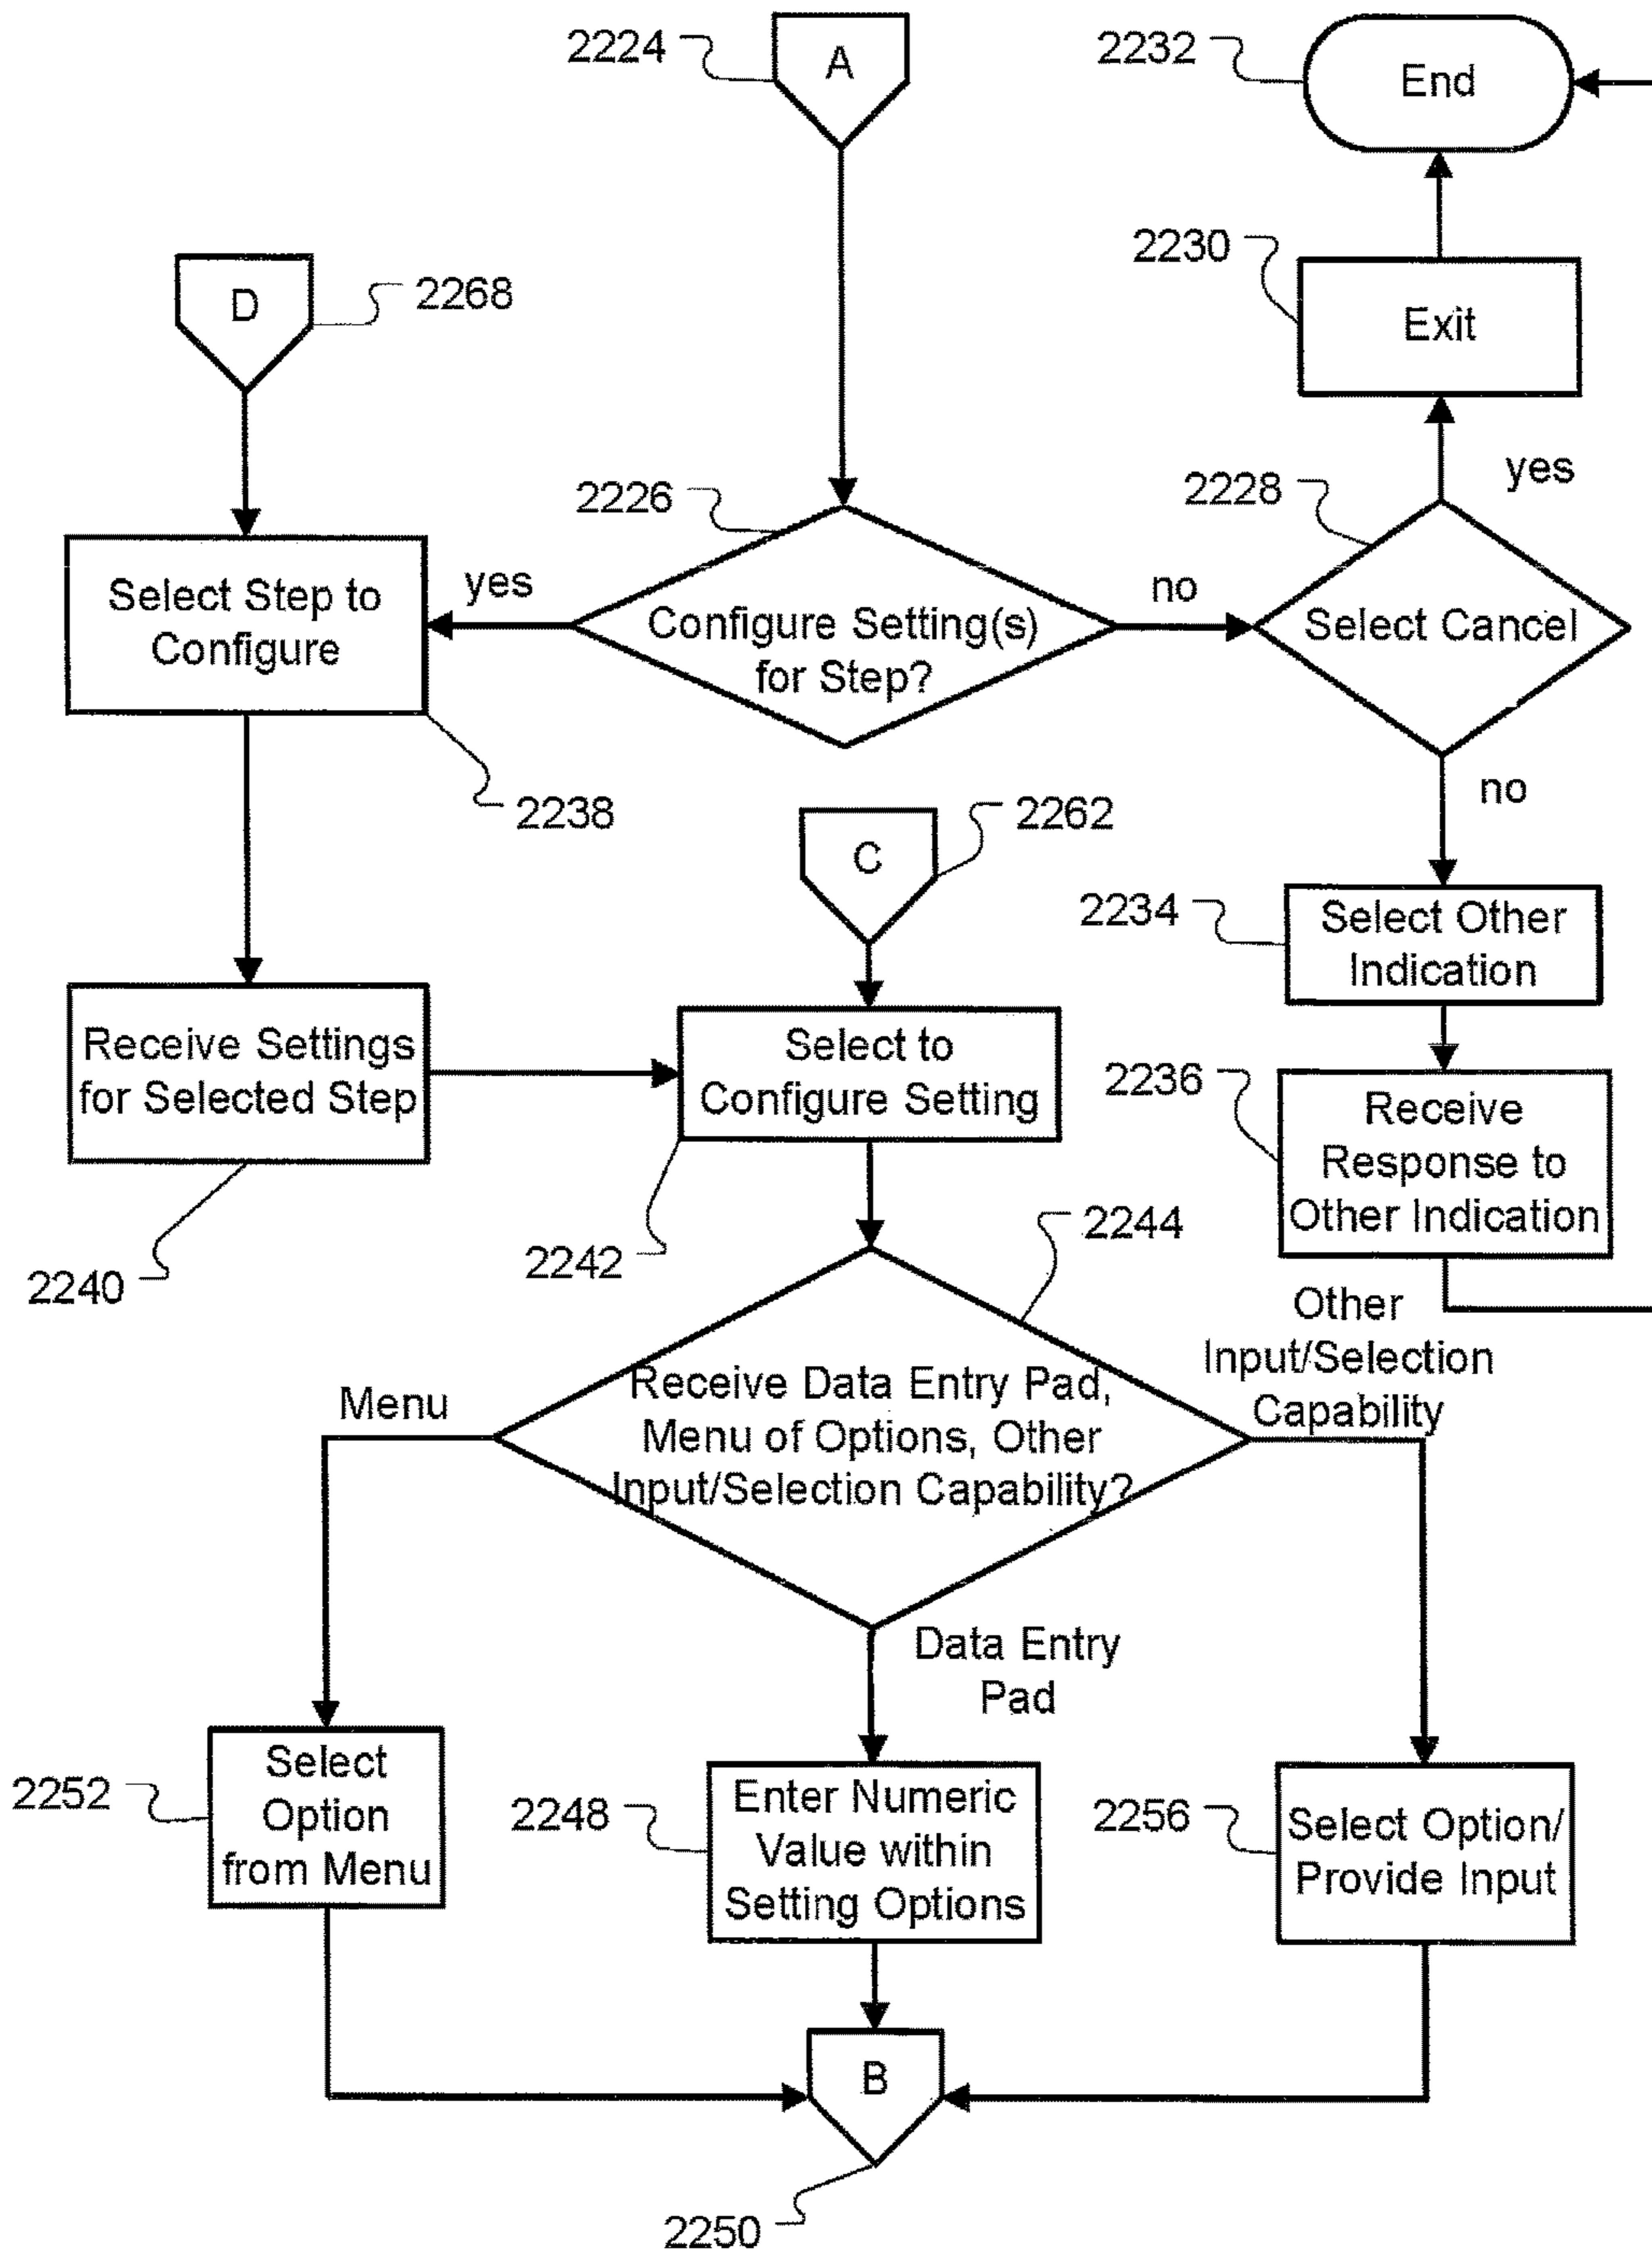 2224
A
2232
End
2230
Exit
D
2268
2226
2228
yes
Select Step to
Configure
yes
Configure Setting(s)
for Step?
no
Select Cancel
2238
no
C
2262
2234
Select Other
Indication
Receive Settings
for Selected Step
Select to
Configure Setting
2236
Receive
Response to
Other Indication
2240
2242
2244
Other
Input/Selection
Capability
Menu
Receive Data Entry Pad,
Menu of Options, Other
Input/Selection Capability?
Data Entry
Pad
2252
Select
Option
from Menu
2248
Enter Numeric
Value within
Setting Options
2256
Select Option/
Provide Input
B
2250